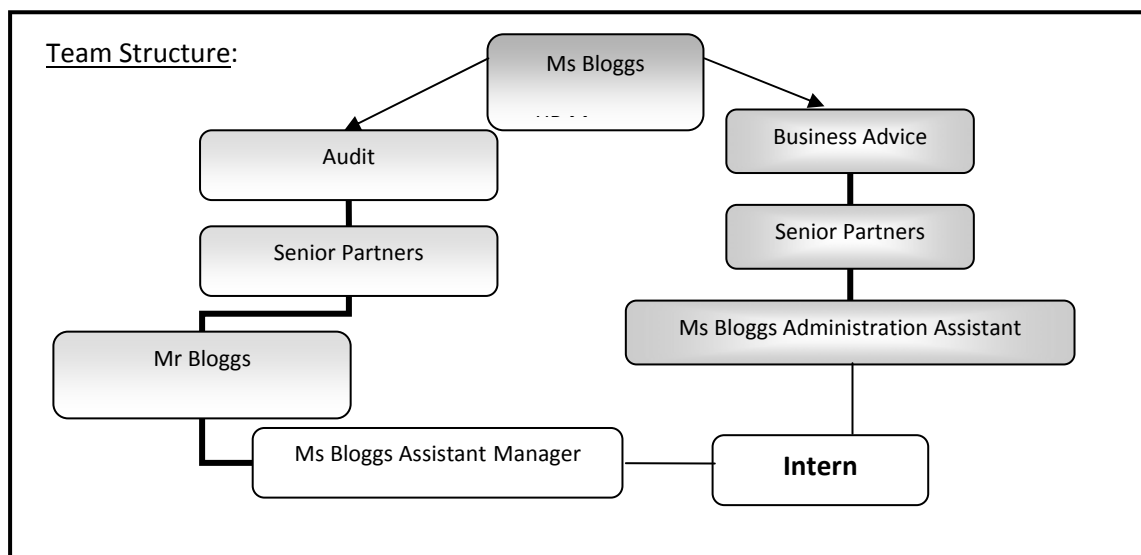 Team Structure:
Ms Bloggs
Audit
Business Advice
Senior Partners
Senior Partners
Mr Bloggs
Ms Bloggs Administration Assistant
Ms Bloggs Assistant Manager
Intern